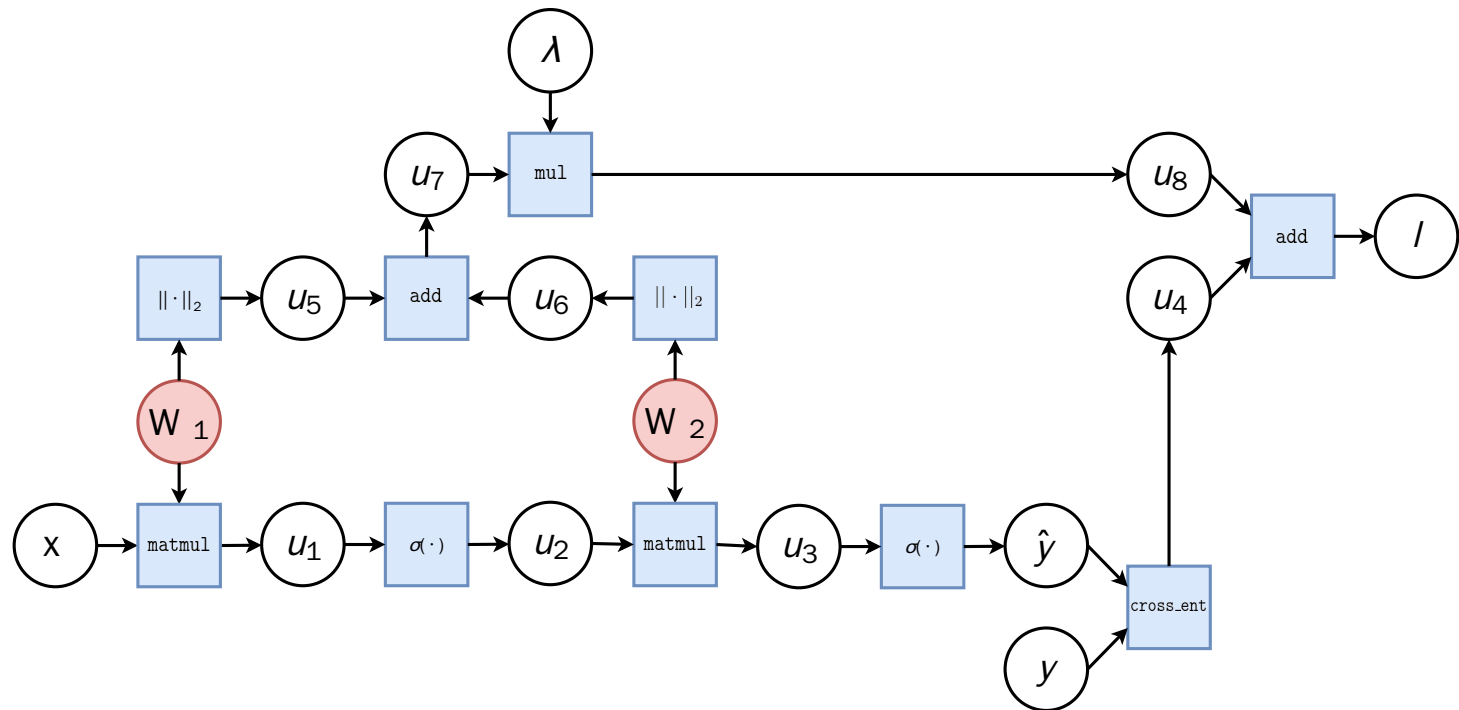 λ
u7
mul
u8
add
l
|| · ||2
u5
add
u6
|| · ||2
u4
W 1
W 2
x
matmul
u1
σ(·)
u2
matmul
u3
σ(·)
ŷ
cross_ent
y